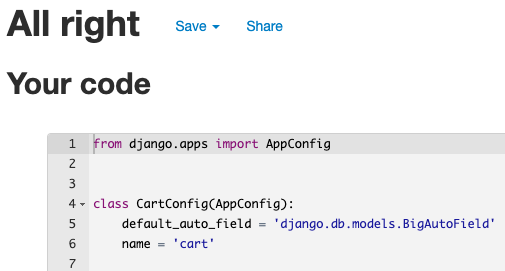 All right Save Share
Your code
1 from django.apps import AppConfig
2
3
4 class CartConfig(AppConfig):
5     default_auto_field = 'django.db.models.BigAutoField'
6     name = 'cart'
7